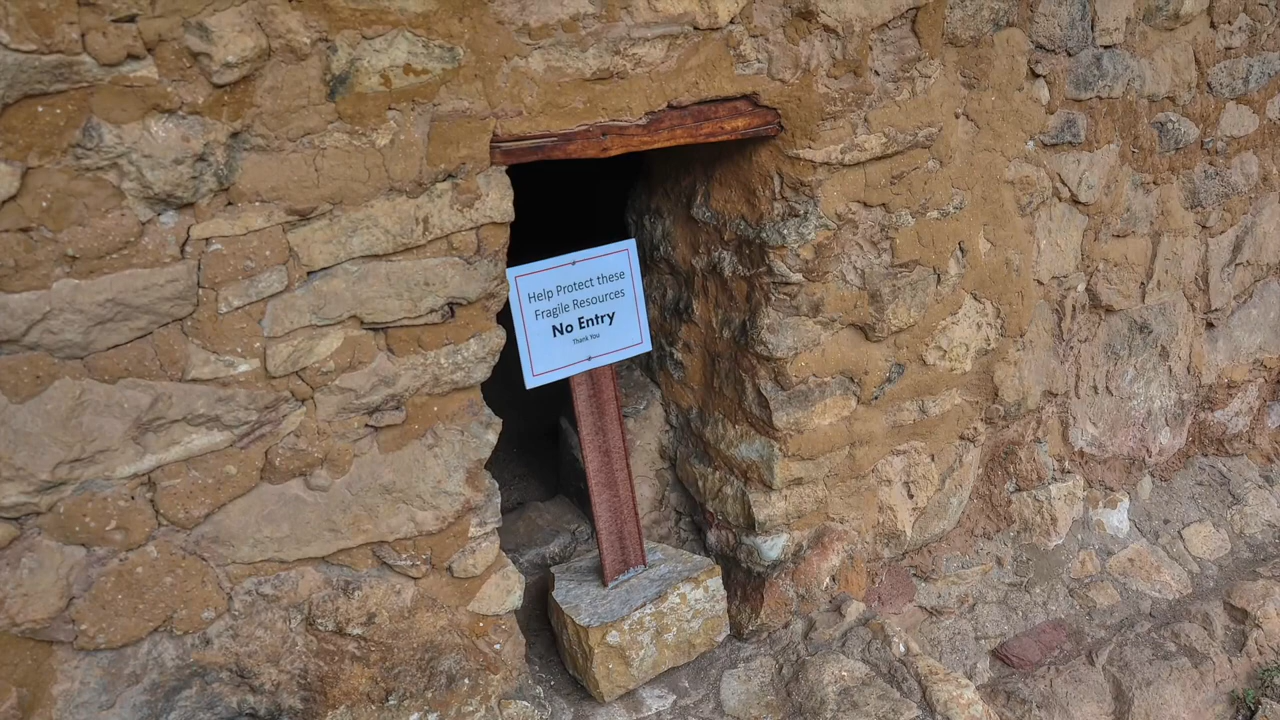 Help Protect these
Fragile Resources
No Entry
Thank You